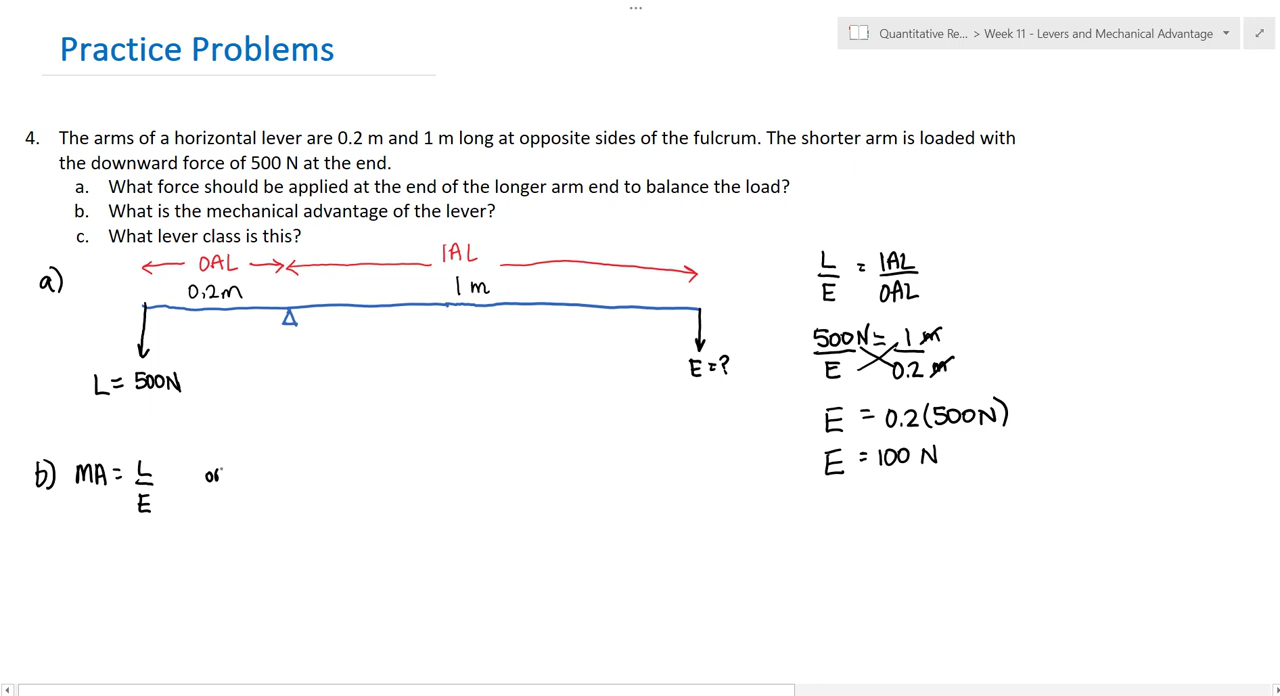 ...
Practice Problems
Quantitative Re... > Week 11 - Levers and Mechanical Advantage
4. The arms of a horizontal lever are 0.2 m and 1 m long at opposite sides of the fulcrum. The shorter arm is loaded with
the downward force of 500 N at the end.
a. What force should be applied at the end of the longer arm end to balance the load?
b. What is the mechanical advantage of the lever?
c. What lever class is this?
a)
OAL
IAL
0.2m
1 m
L = 500N
E = ?
L/E = IAL/OAL
500N/E = 1 m/0.2 m
E = 0.2(500N)
E = 100 N
b) MA = L/E or